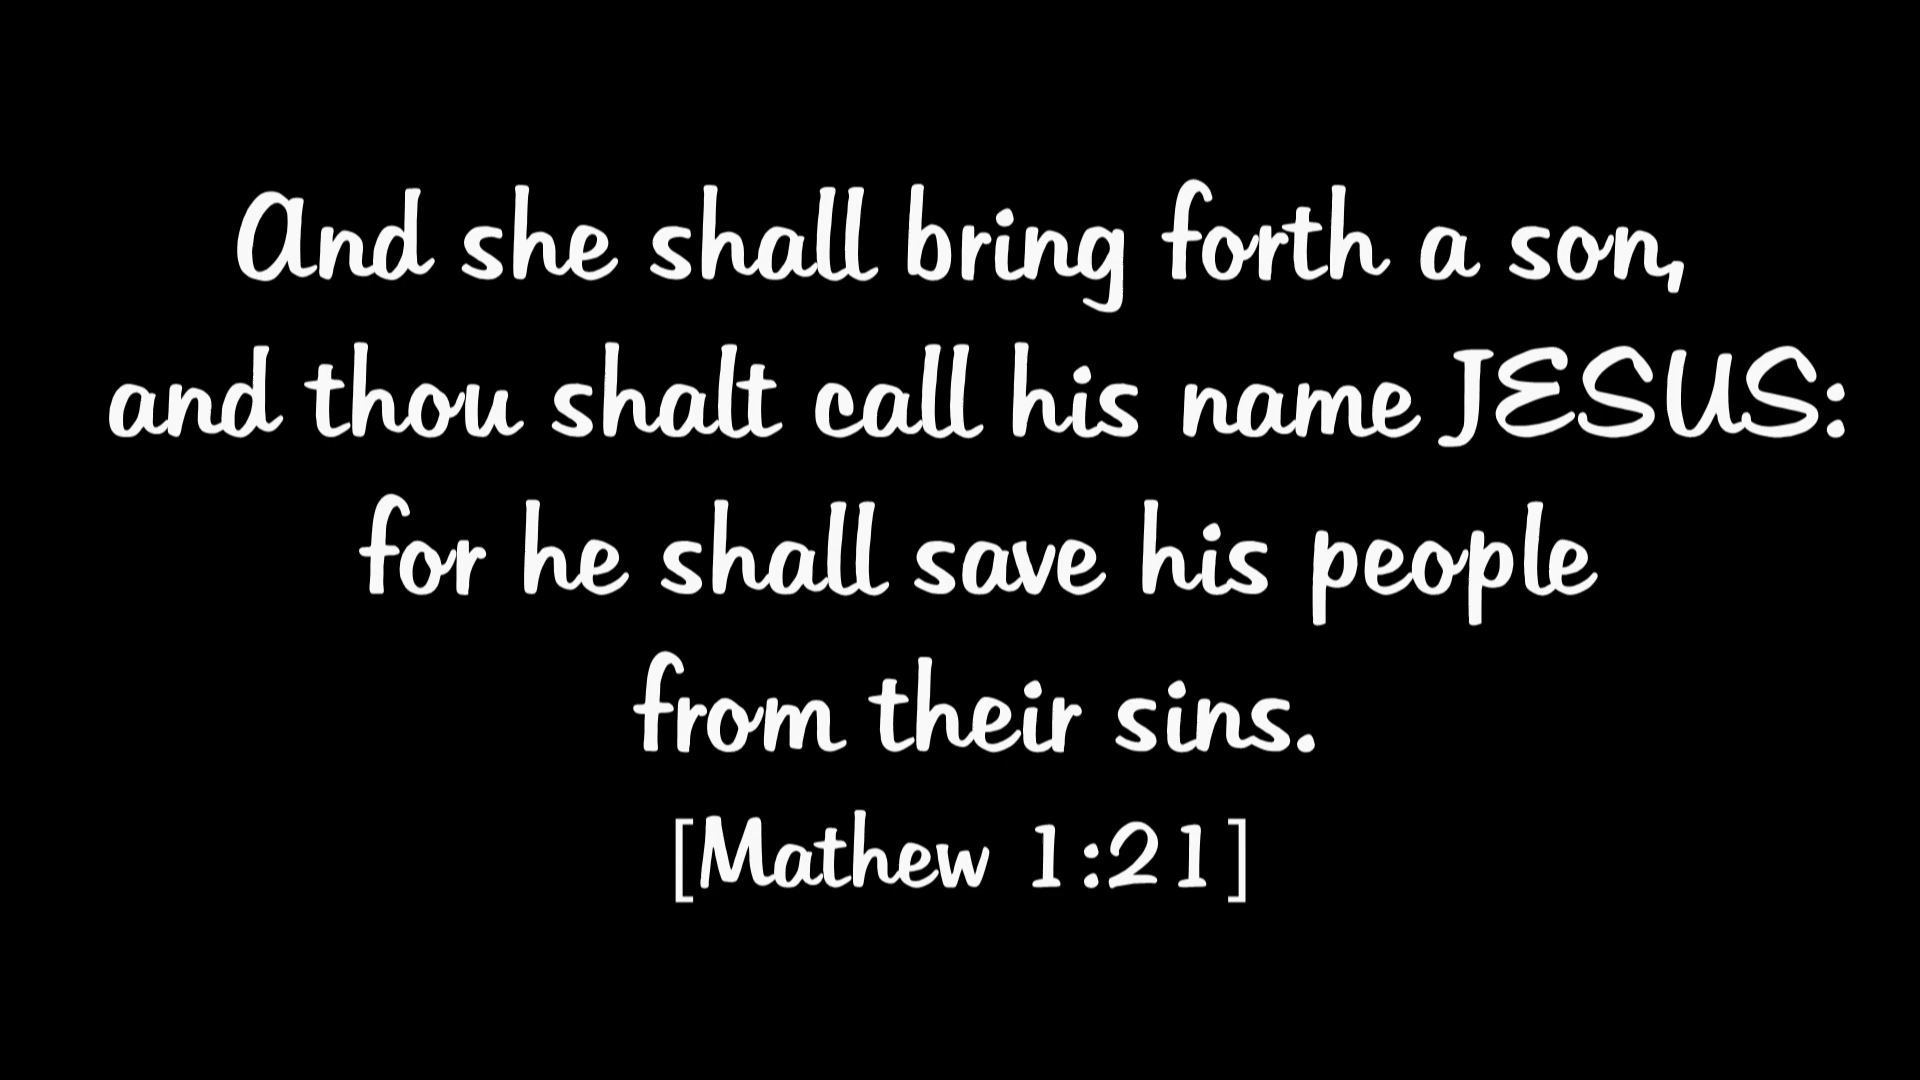 And she shall bring forth a son,
and thou shalt call his name JESUS:
for he shall save his people
from their sins.
[Mathew 1:21]